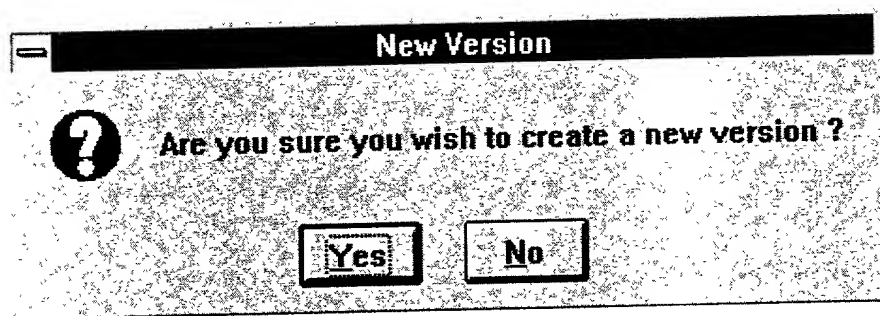 New Version
Are you sure you wish to create a new version ?
Yes
No